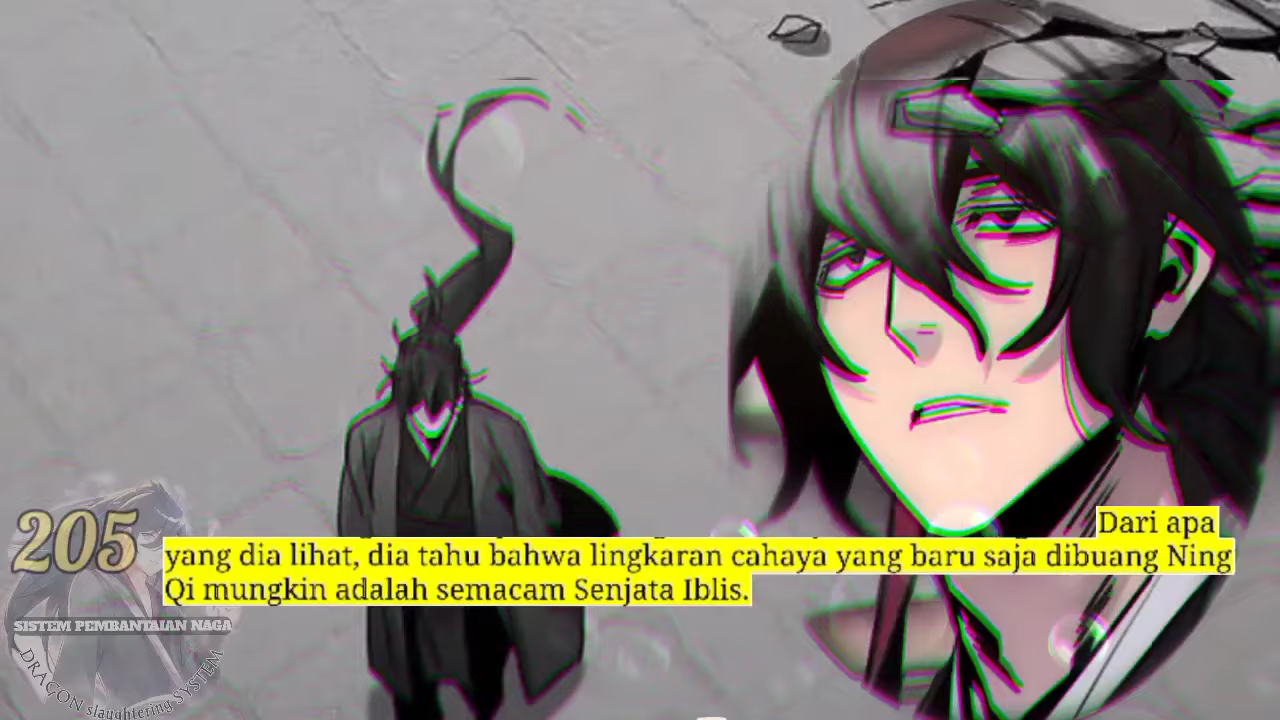 205
SISTEM PEMBANTAIAN NAGA
DRAGON slaughtering SYSTEM
Dari apa
yang dia lihat, dia tahu bahwa lingkaran cahaya yang baru saja dibuang Ning
Qi mungkin adalah semacam Senjata Iblis.